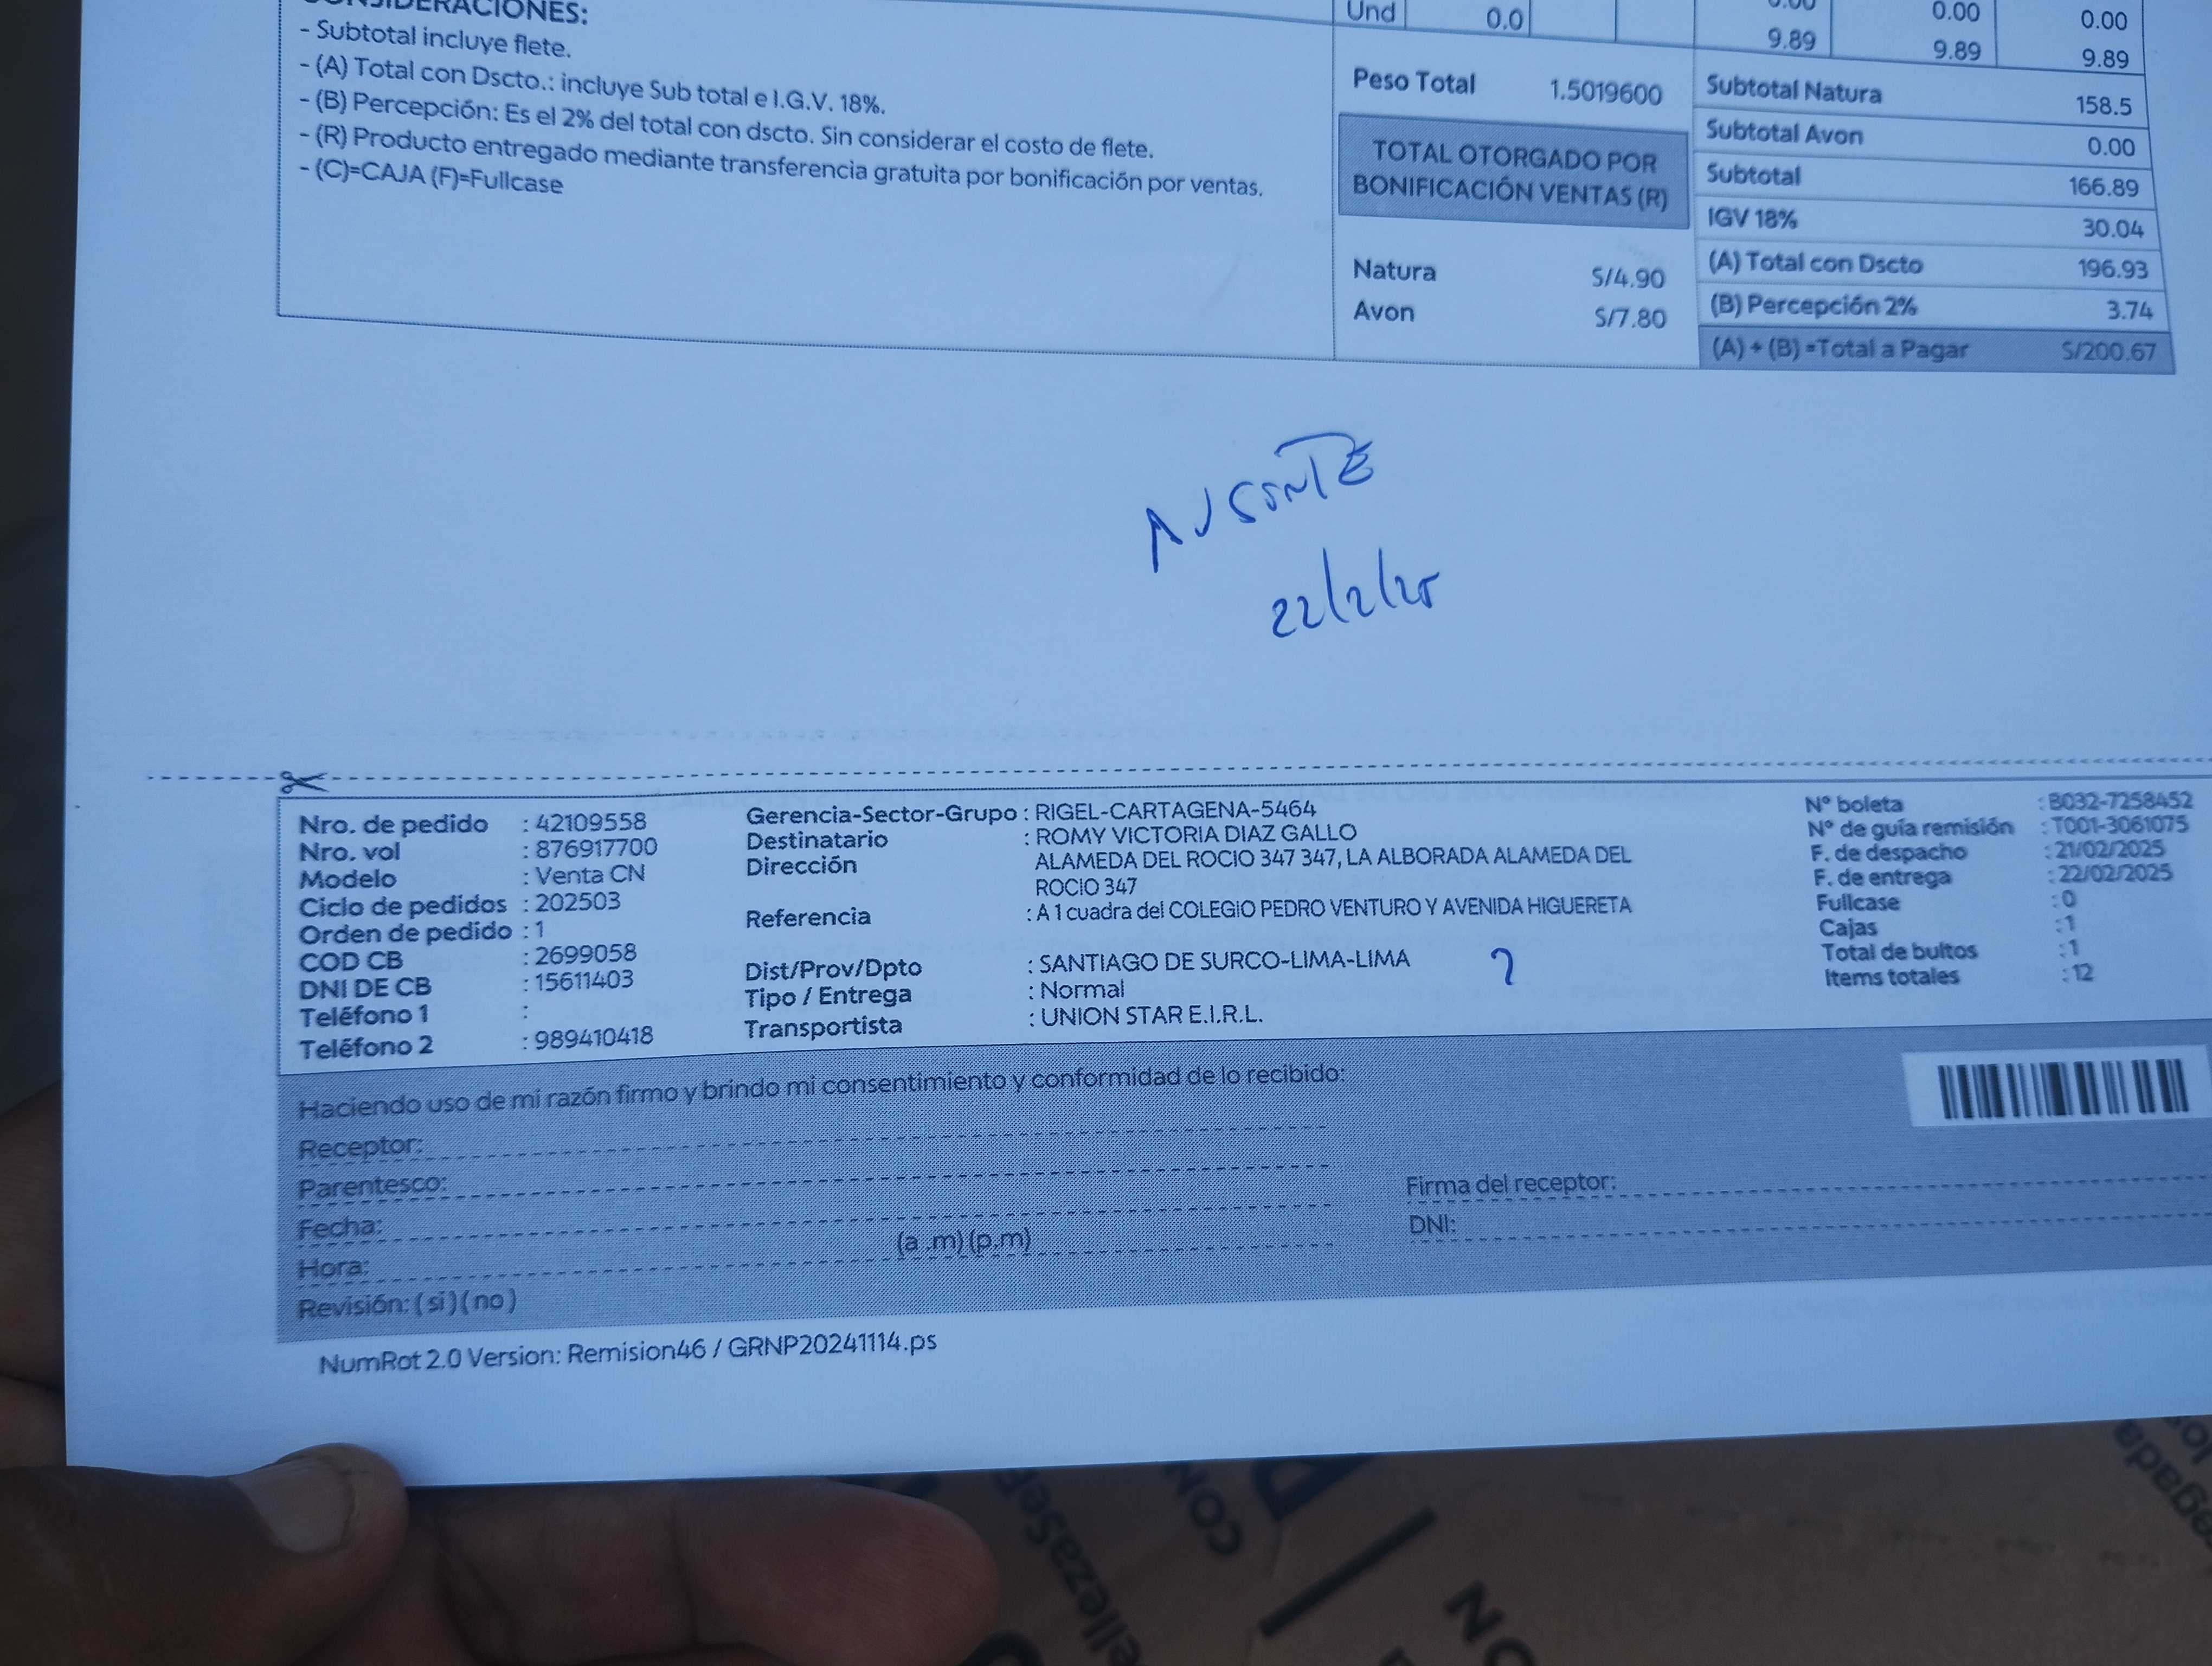 CONSIDERACIONES:
- Subtotal incluye flete.
- (A) Total con Dscto.: incluye Sub total e I.G.V. 18%.
- (B) Percepción: Es el 2% del total con dscto. Sin considerar el costo de flete.
- (R) Producto entregado mediante transferencia gratuita por bonificación por ventas.
- (C)=CAJA (F)=Fullcase
Und 0.0 0.00 0.00 0.00
9.89 9.89 9.89
Peso Total 1.5019600
TOTAL OTORGADO POR
BONIFICACIÓN VENTAS (R)
Natura S/4.90
Avon S/7.80
Subtotal Natura 158.5
Subtotal Avon 0.00
Subtotal 166.89
IGV 18% 30.04
(A) Total con Dscto 196.93
(B) Percepción 2% 3.74
(A) + (B) =Total a Pagar S/200.67
AUSENTE
22/2/25
Nro. de pedido : 42109558
Nro. vol : 876917700
Modelo : Venta CN
Ciclo de pedidos : 202503
Orden de pedido : 1
COD CB : 2699058
DNI DE CB : 15611403
Teléfono 1 :
Teléfono 2 : 989410418
Gerencia-Sector-Grupo : RIGEL-CARTAGENA-5464
Destinatario : ROMY VICTORIA DIAZ GALLO
Dirección ALAMEDA DEL ROCIO 347 347, LA ALBORADA ALAMEDA DEL
ROCIO 347
Referencia : A 1 cuadra del COLEGIO PEDRO VENTURO Y AVENIDA HIGUERETA
Dist/Prov/Dpto : SANTIAGO DE SURCO-LIMA-LIMA
Tipo / Entrega : Normal
Transportista : UNION STAR E.I.R.L.
N° boleta : B032-7258452
N° de guía remisión : T001-3061075
F. de despacho : 21/02/2025
F. de entrega : 22/02/2025
Fullcase : 0
Cajas : 1
Total de bultos : 1
Items totales : 12
Haciendo uso de mi razón firmo y brindo mi consentimiento y conformidad de lo recibido:
Receptor:
Parentesco:
Fecha:
Hora: (a .m) (p.m)
Revisión: ( si ) ( no )
Firma del receptor:
DNI:
NumRot 2.0 Version: Remision46 / GRNP20241114.ps
CON
ON